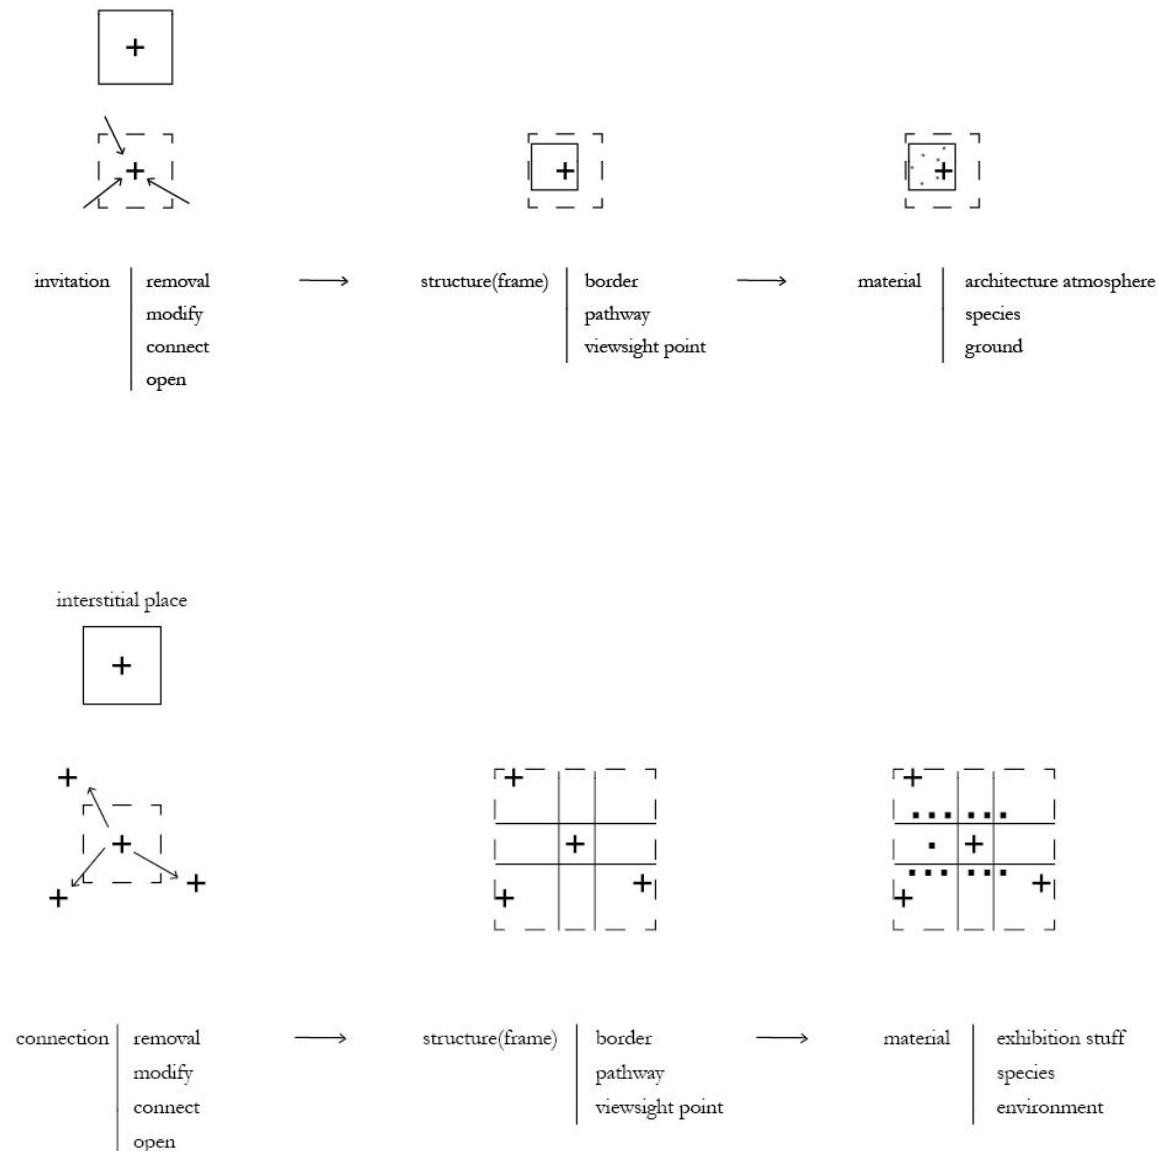 invitation
removal
modify
connect
open
structure(frame)
border
pathway
viewsight point
material
architecture atmosphere
species
ground
interstitial place
connection
removal
modify
connect
open
structure(frame)
border
pathway
viewsight point
material
exhibition stuff
species
environment